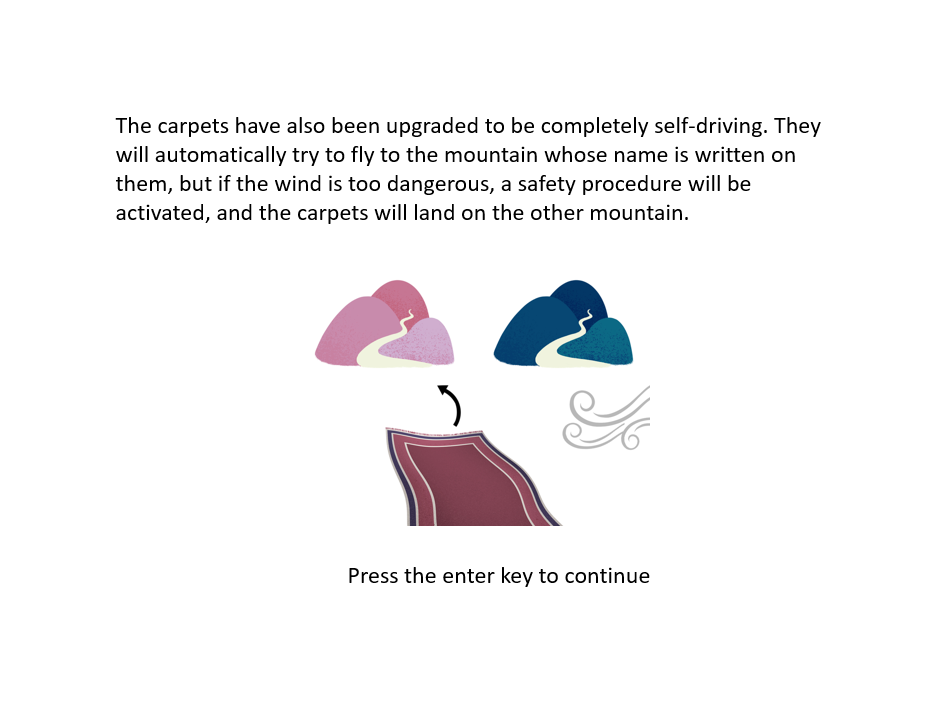 The carpets have also been upgraded to be completely self-driving. They
will automatically try to fly to the mountain whose name is written on
them, but if the wind is too dangerous, a safety procedure will be
activated, and the carpets will land on the other mountain.
Press the enter key to continue